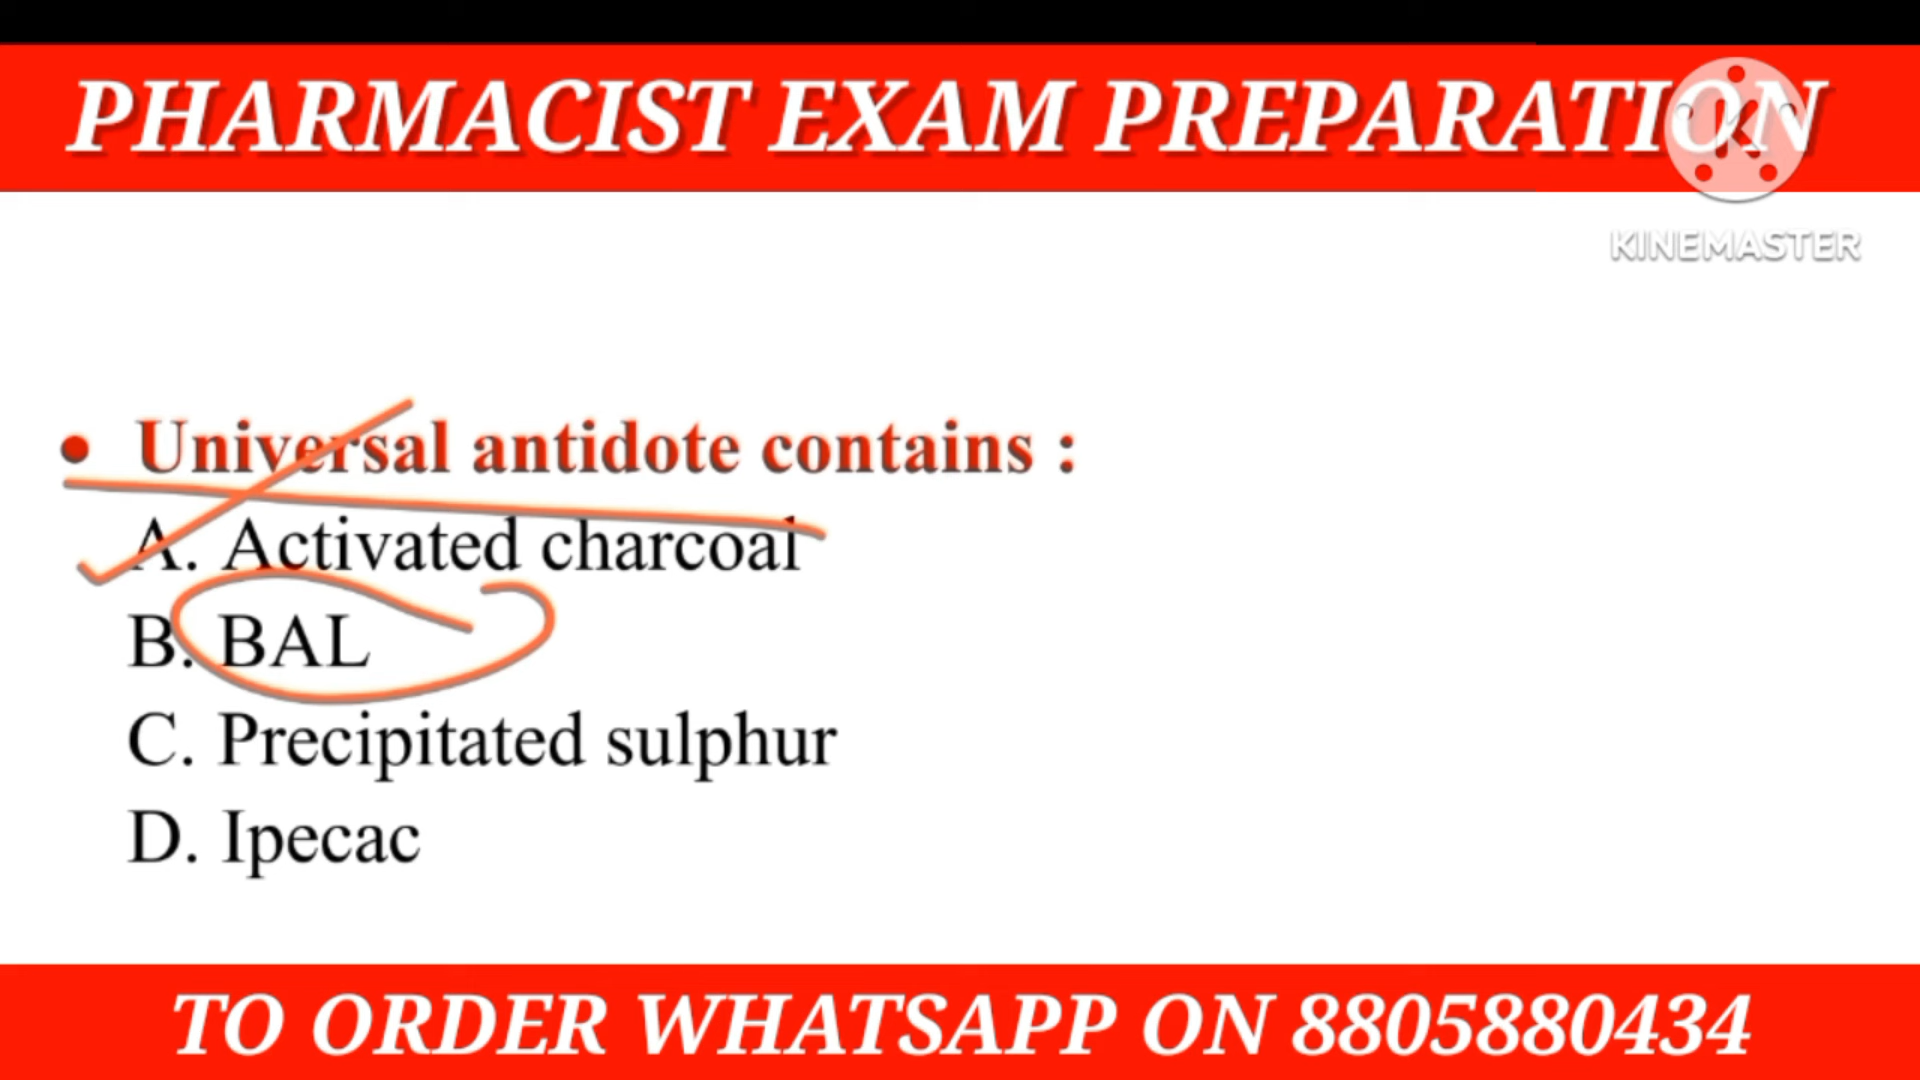 PHARMACIST EXAM PREPARATION
KINEMASTER
• Universal antidote contains :
A. Activated charcoal
B. BAL
C. Precipitated sulphur
D. Ipecac
TO ORDER WHATSAPP ON 8805880434